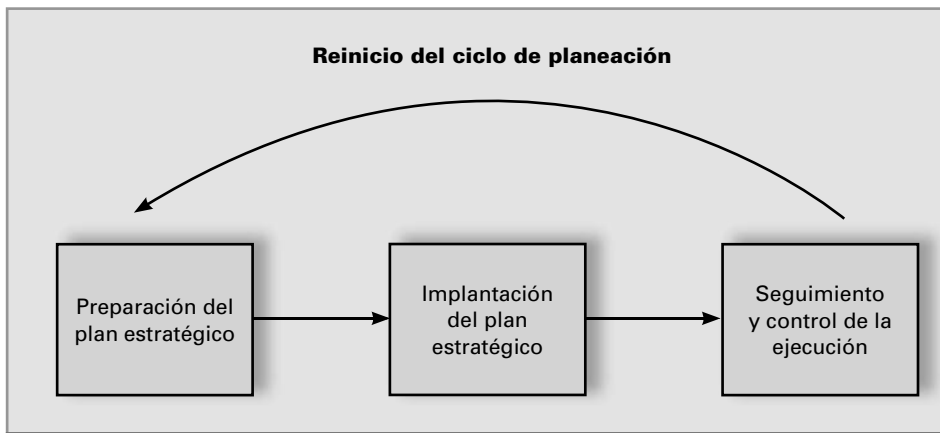 Reinicio del ciclo de planeación
Preparación del
plan estratégico
Implantación
del plan
estratégico
Seguimiento
y control de la
ejecución